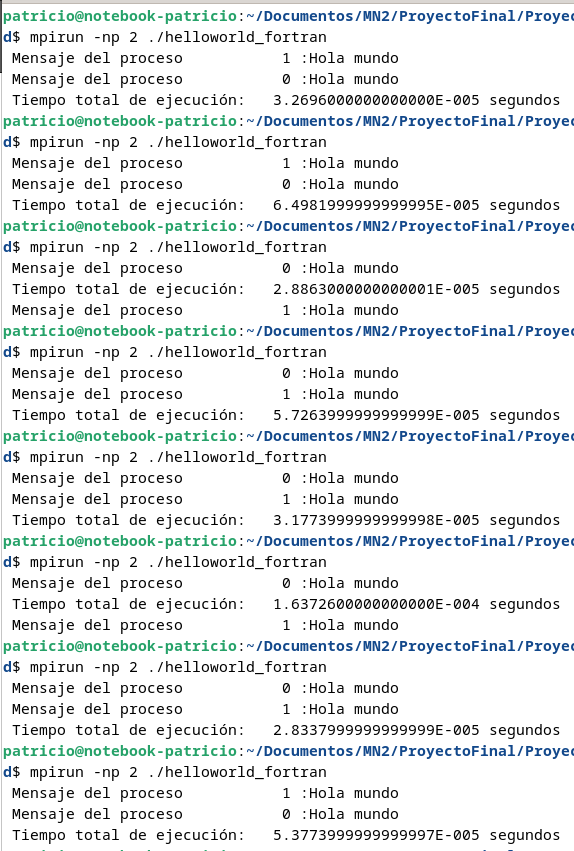 patricio@notebook-patricio:~/Documentos/MN2/ProyectoFinal/Proyec
d$ mpirun -np 2 ./helloworld_fortran
Mensaje del proceso 1 :Hola mundo
Mensaje del proceso 0 :Hola mundo
Tiempo total de ejecución: 3.2696000000000000E-005 segundos
patricio@notebook-patricio:~/Documentos/MN2/ProyectoFinal/Proyec
d$ mpirun -np 2 ./helloworld_fortran
Mensaje del proceso 1 :Hola mundo
Mensaje del proceso 0 :Hola mundo
Tiempo total de ejecución: 6.4981999999999995E-005 segundos
patricio@notebook-patricio:~/Documentos/MN2/ProyectoFinal/Proyec
d$ mpirun -np 2 ./helloworld_fortran
Mensaje del proceso 0 :Hola mundo
Tiempo total de ejecución: 2.8863000000000001E-005 segundos
Mensaje del proceso 1 :Hola mundo
patricio@notebook-patricio:~/Documentos/MN2/ProyectoFinal/Proyec
d$ mpirun -np 2 ./helloworld_fortran
Mensaje del proceso 0 :Hola mundo
Mensaje del proceso 1 :Hola mundo
Tiempo total de ejecución: 5.7263999999999999E-005 segundos
patricio@notebook-patricio:~/Documentos/MN2/ProyectoFinal/Proyec
d$ mpirun -np 2 ./helloworld_fortran
Mensaje del proceso 0 :Hola mundo
Mensaje del proceso 1 :Hola mundo
Tiempo total de ejecución: 3.1773999999999998E-005 segundos
patricio@notebook-patricio:~/Documentos/MN2/ProyectoFinal/Proyec
d$ mpirun -np 2 ./helloworld_fortran
Mensaje del proceso 0 :Hola mundo
Tiempo total de ejecución: 1.6372600000000000E-004 segundos
Mensaje del proceso 1 :Hola mundo
patricio@notebook-patricio:~/Documentos/MN2/ProyectoFinal/Proyec
d$ mpirun -np 2 ./helloworld_fortran
Mensaje del proceso 0 :Hola mundo
Mensaje del proceso 1 :Hola mundo
Tiempo total de ejecución: 2.8337999999999999E-005 segundos
patricio@notebook-patricio:~/Documentos/MN2/ProyectoFinal/Proyec
d$ mpirun -np 2 ./helloworld_fortran
Mensaje del proceso 1 :Hola mundo
Mensaje del proceso 0 :Hola mundo
Tiempo total de ejecución: 5.3773999999999997E-005 segundos